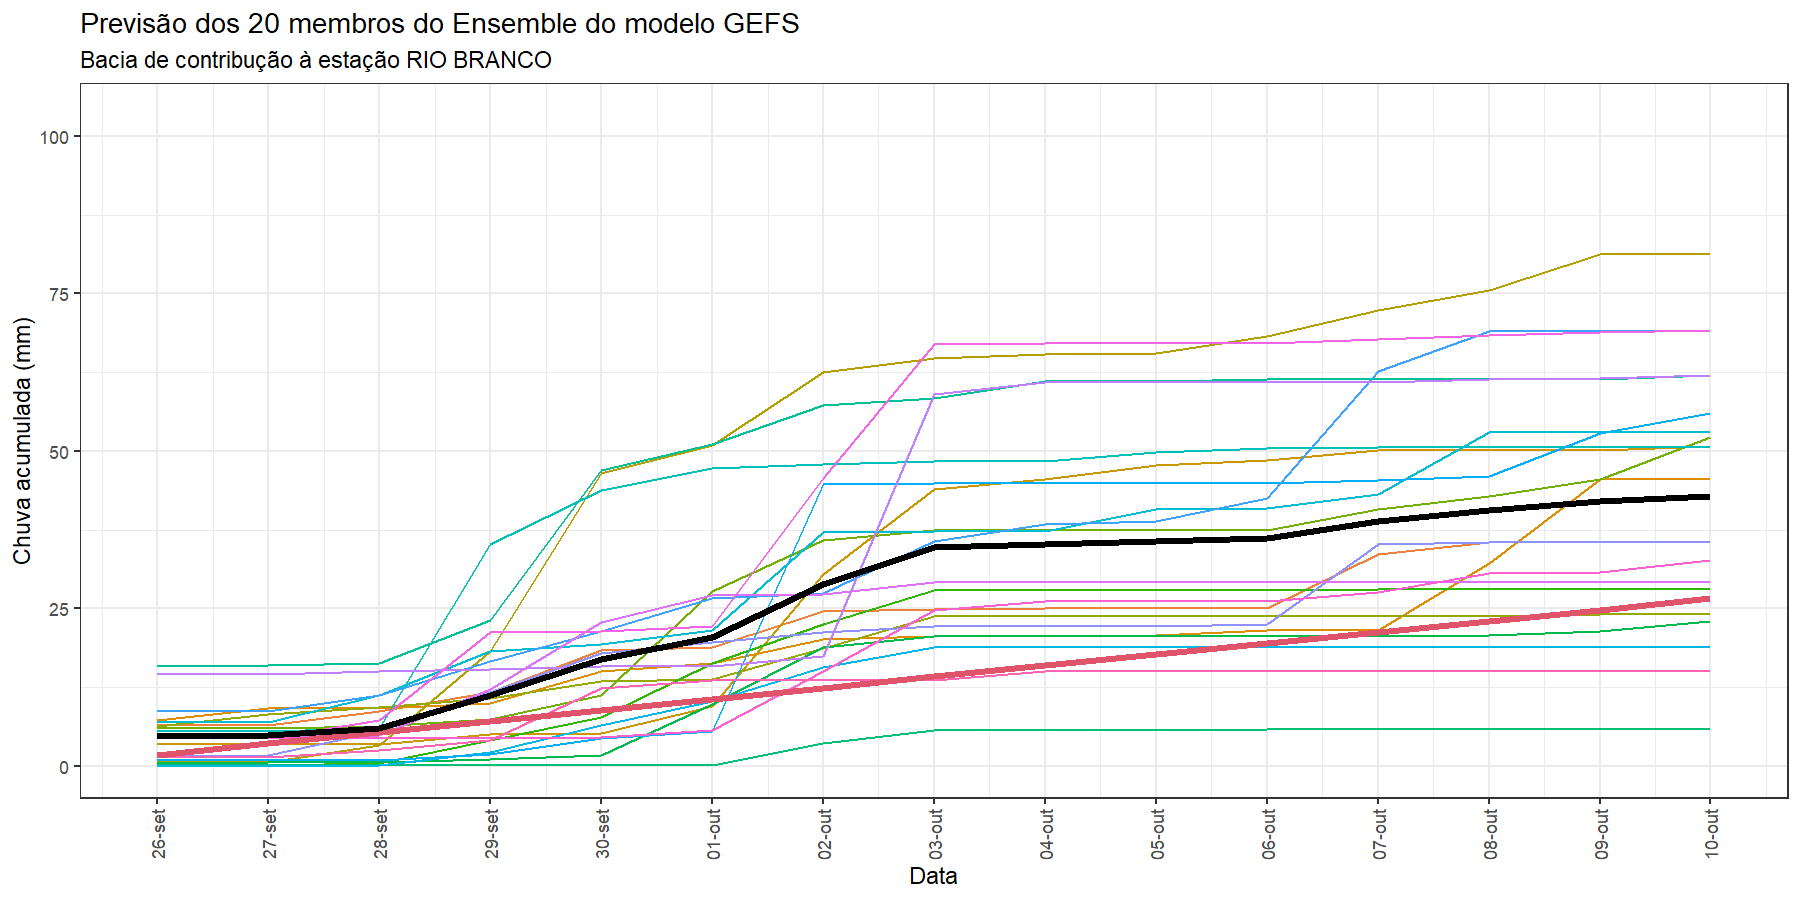 Previsão dos 20 membros do Ensemble do modelo GEFS
Bacia de contribução à estação RIO BRANCO
Chuva acumulada (mm)
100
75
50
25
0
26-set
27-set
28-set
29-set
30-set
01-out
02-out
03-out
04-out
05-out
06-out
07-out
08-out
09-out
10-out
Data